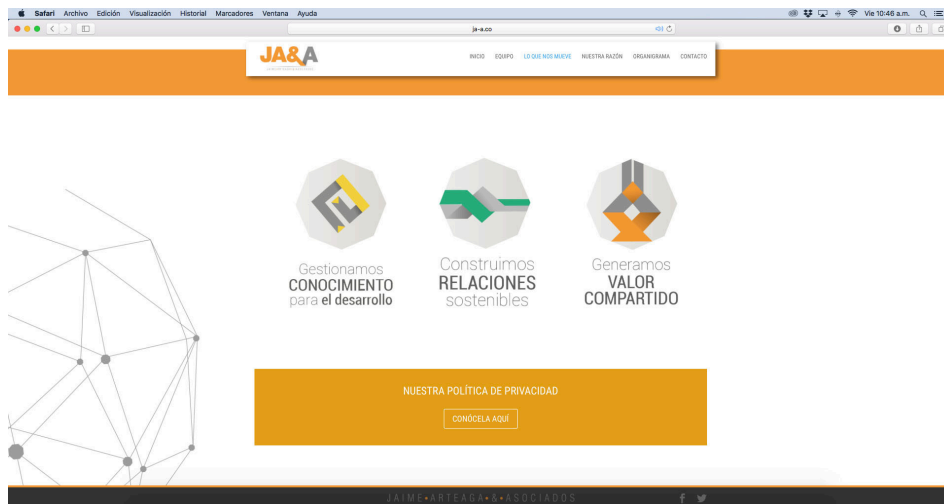 Safari Archivo Edición Visualización Historial Marcadores Ventana Ayuda
Vie 10:46 a.m.
ja-a.co
JA&A
INICIO EQUIPO LO QUE NOS MUEVE NUESTRA RAZÓN ORGANIGRAMA CONTACTO
Gestionamos
CONOCIMIENTO
para el desarrollo
Construimos
RELACIONES
sostenibles
Generamos
VALOR
COMPARTIDO
NUESTRA POLÍTICA DE PRIVACIDAD
CONÓCELA AQUÍ
JAIME•ARTEAGA•&•ASOCIADOS